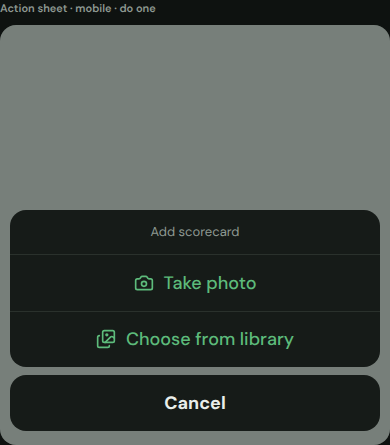 Action sheet · mobile · do one
Add scorecard
Take photo
Choose from library
Cancel